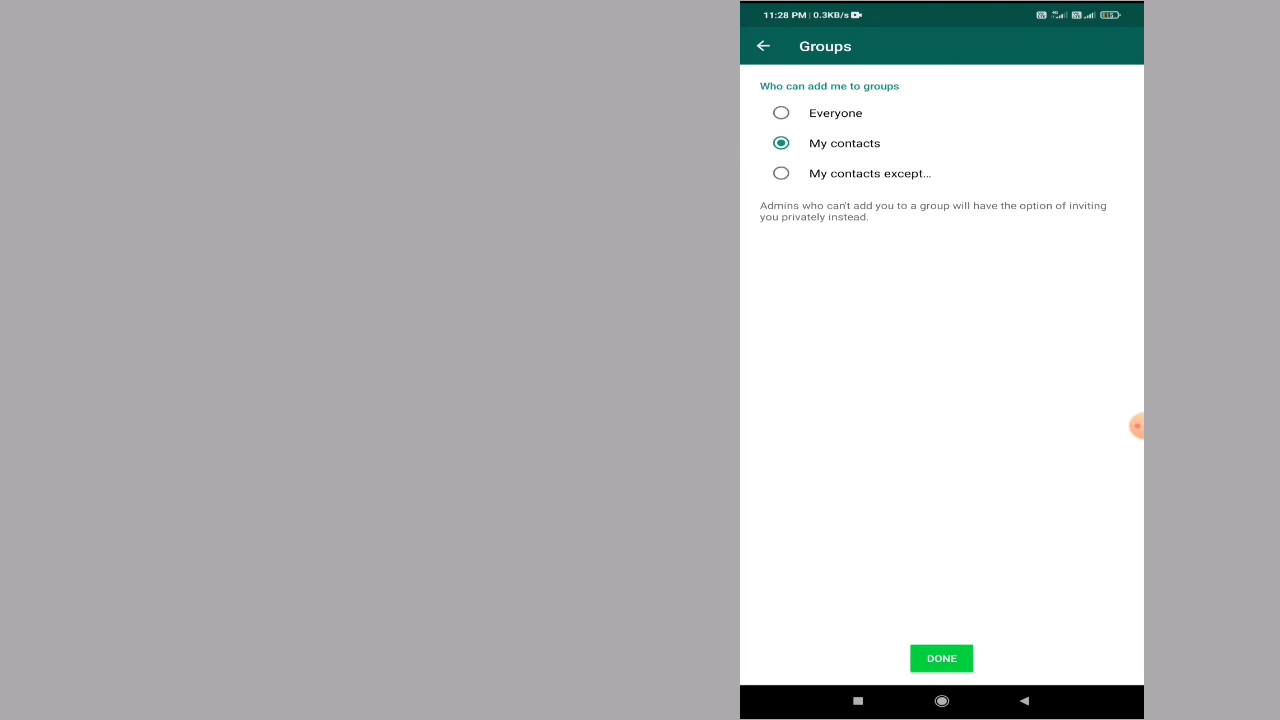 11:28 PM | 0.3KB/s
Groups
Who can add me to groups
Everyone
My contacts
My contacts except...
Admins who can't add you to a group will have the option of inviting
you privately instead.
DONE